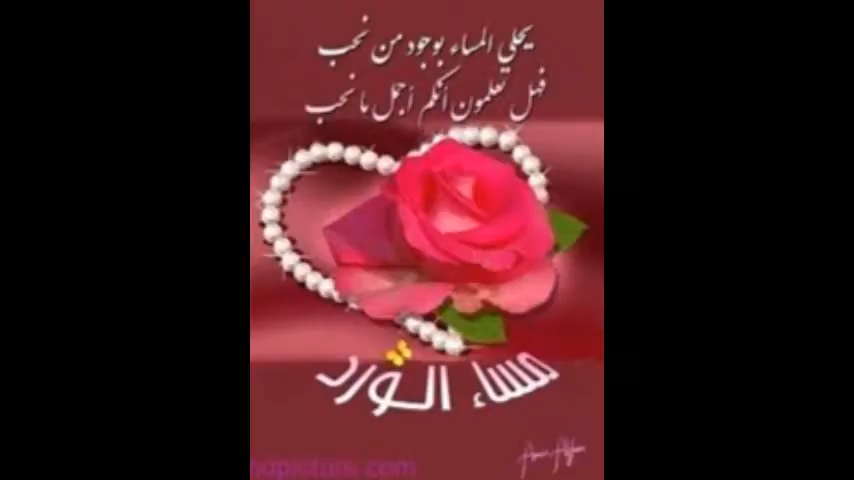 يحلي المساء بوجود من نحب
فهل تعلمون أنكم أجمل ما نحب
مساء الورد